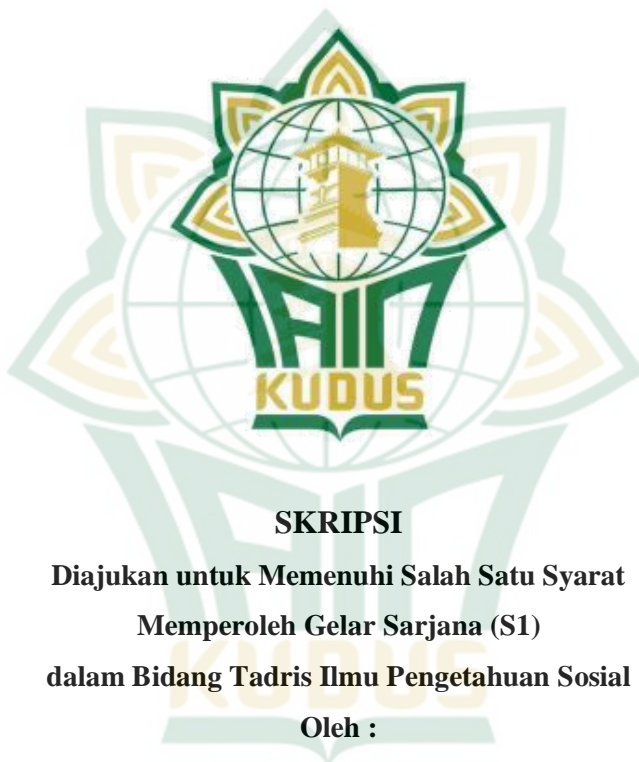 IAIN
KUDUS
SKRIPSI
Diajukan untuk Memenuhi Salah Satu Syarat
Memperoleh Gelar Sarjana (S1)
dalam Bidang Tadris Ilmu Pengetahuan Sosial
Oleh :
KUDUS